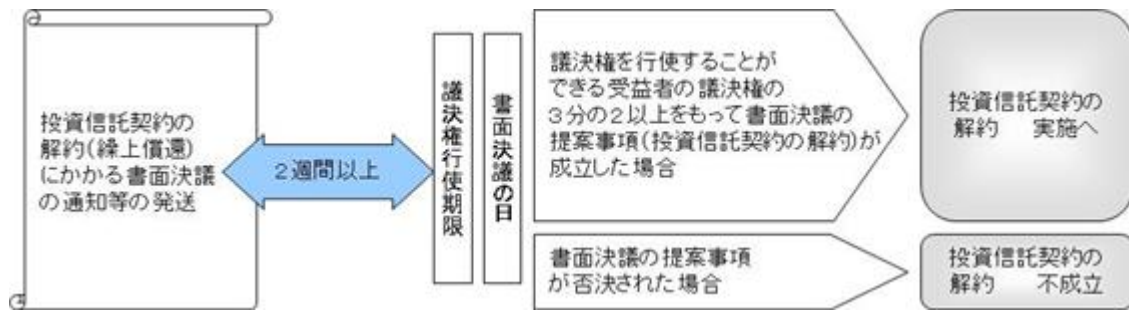 投資信託契約の
解約(繰上償還)
にかかる書面決議
の通知等の発送
2週間以上
議決権行使期限
書面決議の日
議決権を行使することが
できる受益者の議決権の
3分の2以上をもって書面決議の
提案事項(投資信託契約の解約)が
成立した場合
投資信託契約の
解約 実施へ
書面決議の提案事項
が否決された場合
投資信託契約の
解約 不成立